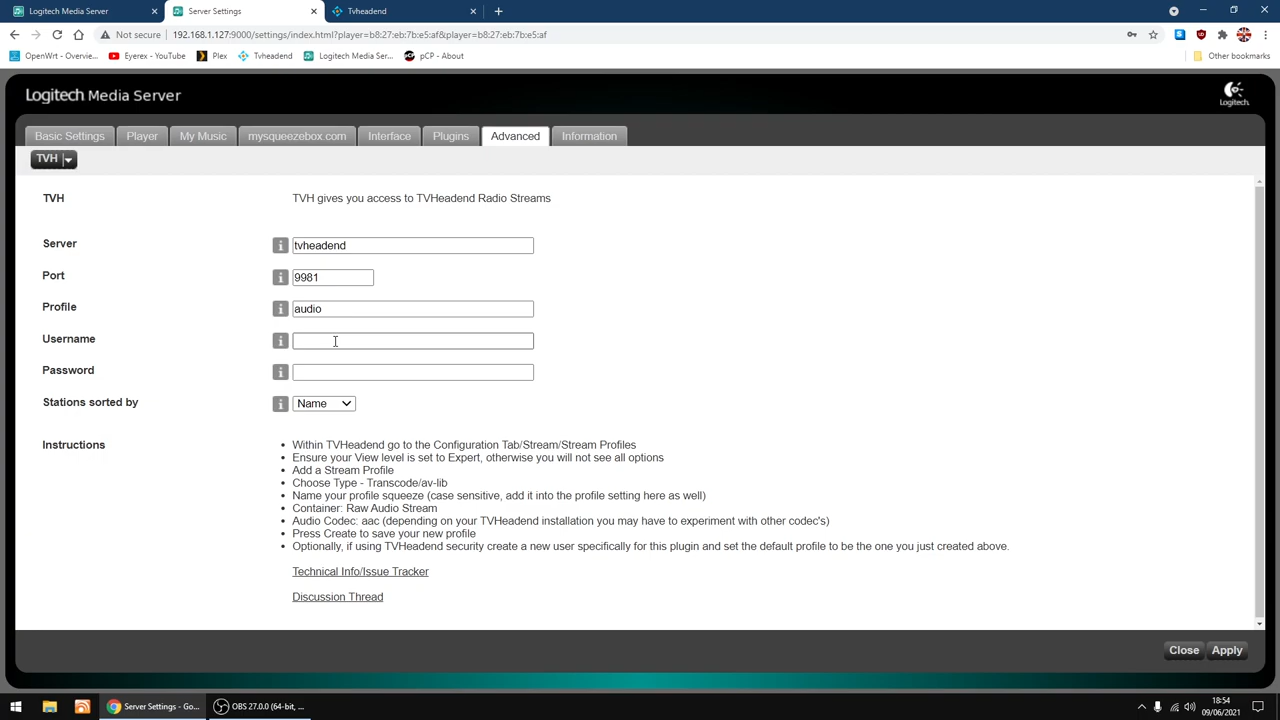 Logitech Media Server
Server Settings
Tvheadend
Not secure
192.168.1.127:9000/settings/index.html?player=b8:27:eb:7b:e5:af&player=b8:27:eb:7b:e5:af
OpenWrt - Overvie...
Eyerex - YouTube
Plex
Tvheadend
Logitech Media Ser...
pCP - About
Other bookmarks
Logitech Media Server
Logitech
Basic Settings
Player
My Music
mysqueezebox.com
Interface
Plugins
Advanced
Information
TVH
TVH
TVH gives you access to TVHeadend Radio Streams
Server
tvheadend
Port
9981
Profile
audio
Username
Password
Stations sorted by
Name
Instructions
• Within TVHeadend go to the Configuration Tab/Stream/Stream Profiles
• Ensure your View level is set to Expert, otherwise you will not see all options
• Add a Stream Profile
• Choose Type - Transcode/av-lib
• Name your profile squeeze (case sensitive, add it into the profile setting here as well)
• Container: Raw Audio Stream
• Audio Codec: aac (depending on your TVHeadend installation you may have to experiment with other codec's)
• Press Create to save your new profile
• Optionally, if using TVHeadend security create a new user specifically for this plugin and set the default profile to be the one you just created above.
Technical Info/Issue Tracker
Discussion Thread
Close
Apply
Server Settings - Go...
OBS 27.0.0 (64-bit, ...
18:54
09/06/2021